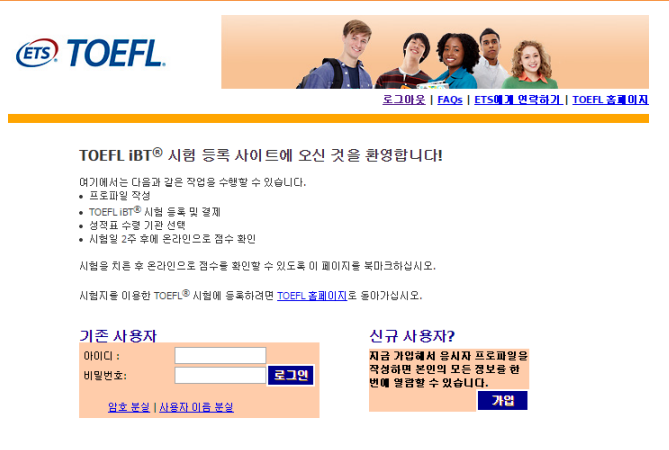 ETS TOEFL
로그아웃 | FAQs | ETS에게 연락하기 | TOEFL 홈페이지
TOEFL iBT® 시험 등록 사이트에 오신 것을 환영합니다!
여기에서는 다음과 같은 작업을 수행할 수 있습니다.
• 프로파일 작성
• TOEFL iBT® 시험 등록 및 결제
• 성적표 수령 기관 선택
• 시험일 2주 후에 온라인으로 점수 확인
시험을 치른 후 온라인으로 점수를 확인할 수 있도록 이 페이지를 북마크하십시오.
시험지를 이용한 TOEFL® 시험에 등록하려면 TOEFL 홈페이지로 돌아가십시오.
기존 사용자
아이디 :
비밀번호:
로그인
암호 분실 | 사용자 이름 분실
신규 사용자?
지금 가입해서 응시자 프로파일을
작성하면 본인의 모든 정보를 한
번에 열람할 수 있습니다.
가입